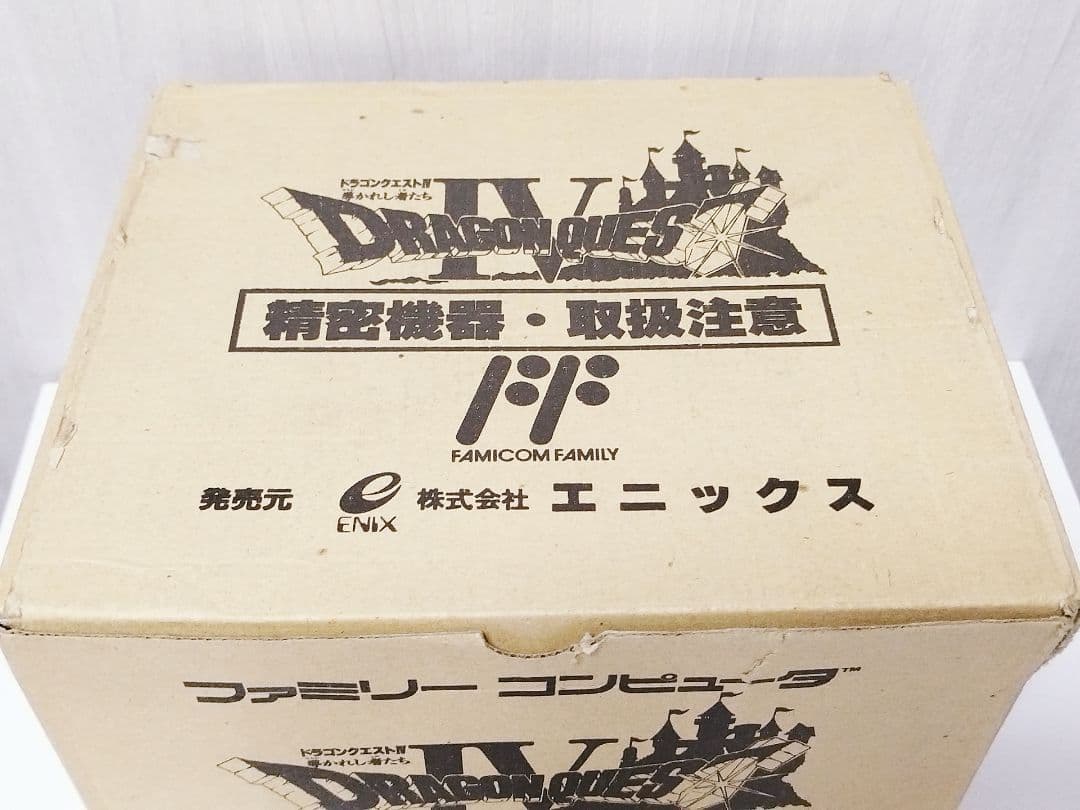 ドラゴンクエストIV
導かれし者たち
IV
DRAGON QUEST
精密機器・取扱注意
FF
FAMICOM FAMILY
発売元 e ENIX 株式会社 エニックス
ファミリー コンピュータ™
ドラゴンクエストIV
導かれし者たち
IV
DRAGON QUEST